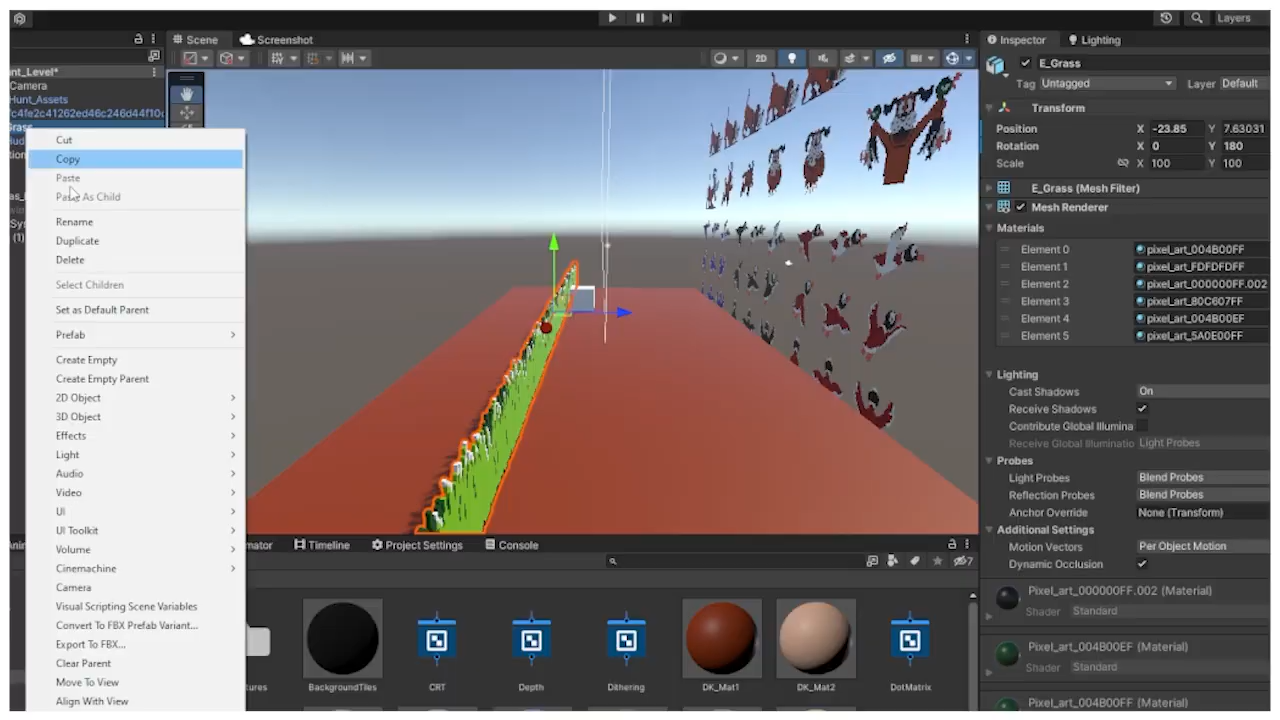 Layers
Scene
Screenshot
Inspector
Lighting
2D
nt_Level*
Camera
Hunt_Assets
c4fe2c41262ed46c246d44f10
Grass
Hud
tion
(1)
Cut
Copy
Paste
Paste As Child
Rename
Duplicate
Delete
Select Children
Set as Default Parent
Prefab
Create Empty
Create Empty Parent
2D Object
3D Object
Effects
Light
Audio
Video
UI
UI Toolkit
Volume
Cinemachine
Camera
Visual Scripting Scene Variables
Convert To FBX Prefab Variant...
Export To FBX...
Clear Parent
Move To View
Align With View
mator
Timeline
Project Settings
Console
7
tures
BackgroundTiles
CRT
Depth
Dithering
DK_Mat1
DK_Mat2
DotMatrix
E_Grass
Tag Untagged Layer Default
Transform
Position X -23.85 Y 7.63031
Rotation X 0 Y 180
Scale X 100 Y 100
E_Grass (Mesh Filter)
Mesh Renderer
Materials
Element 0 pixel_art_004B00FF
Element 1 pixel_art_FDFDFDFF
Element 2 pixel_art_000000FF.002
Element 3 pixel_art_80C607FF
Element 4 pixel_art_004B00EF
Element 5 pixel_art_5A0E00FF
Lighting
Cast Shadows On
Receive Shadows
Contribute Global Illumina
Receive Global Illuminatio Light Probes
Probes
Light Probes Blend Probes
Reflection Probes Blend Probes
Anchor Override None (Transform)
Additional Settings
Motion Vectors Per Object Motion
Dynamic Occlusion
Pixel_art_000000FF.002 (Material)
Shader Standard
Pixel_art_004B00EF (Material)
Shader Standard
Pixel_art_004B00FF (Material)